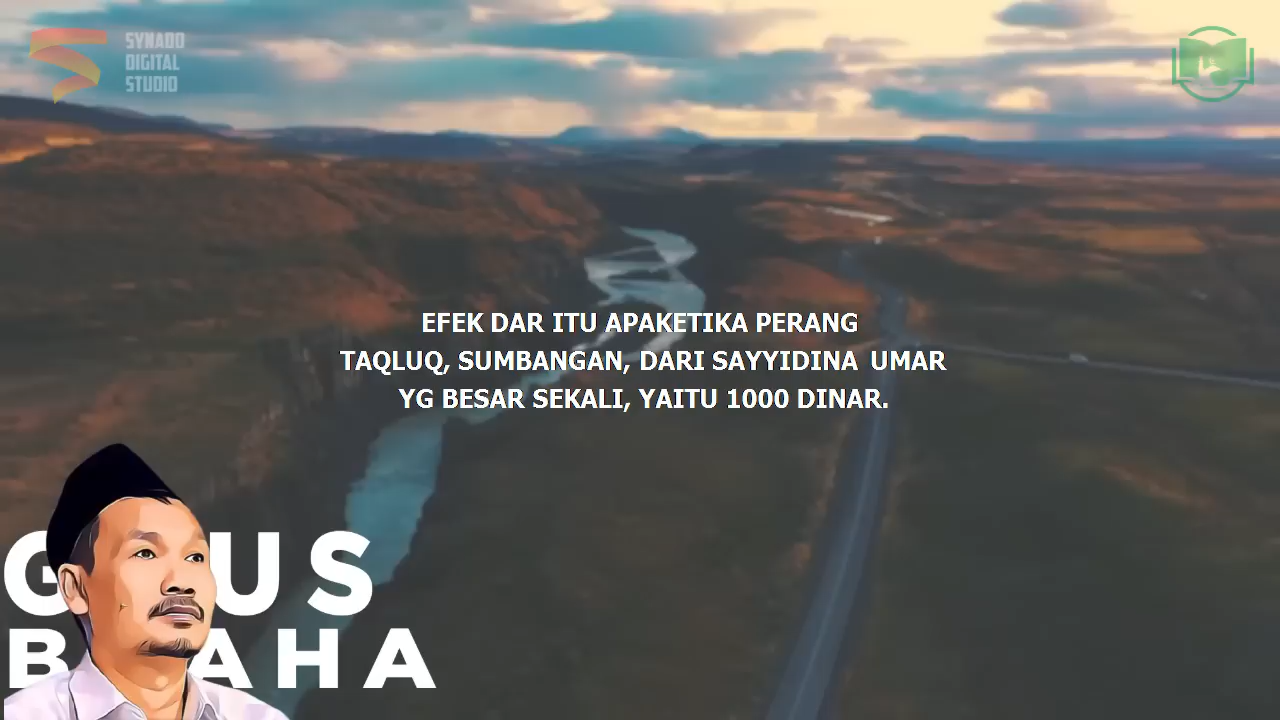 SYNADO
DIGITAL
STUDIO
EFEK DAR ITU APAKETIKA PERANG
TAQLUQ, SUMBANGAN, DARI SAYYIDINA UMAR
YG BESAR SEKALI, YAITU 1000 DINAR.
GUS
BAHA